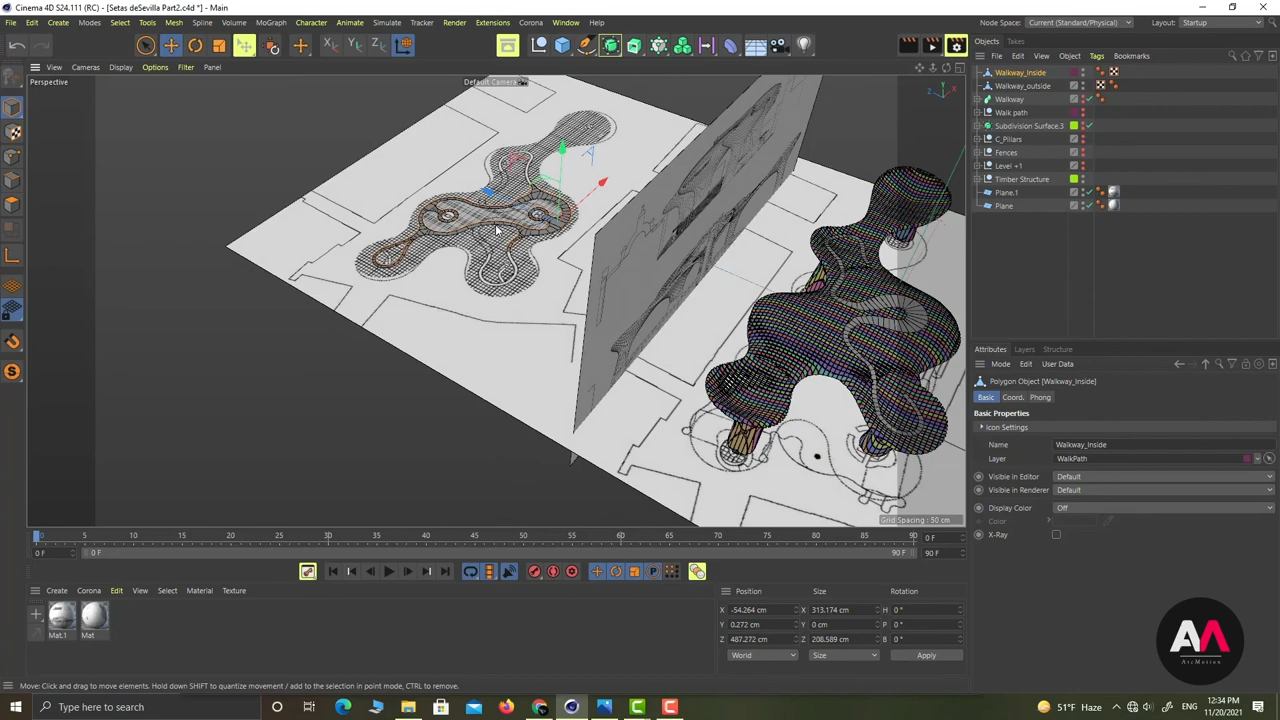 Cinema 4D S24.111 (RC) - [Setas deSevilla Part2.c4d *] - Main
File Edit Create Modes Select Tools Mesh Spline Volume MoGraph Character Animate Simulate Tracker Render Extensions Corona Window Help
Node Space: Current (Standard/Physical) Layout: Startup
X Y Z
View Cameras Display Options Filter Panel
Perspective
Default Camera
Grid Spacing : 50 cm
0 5 10 15 20 25 30 35 40 45 50 55 60 65 70 75 80 85 90
0 F
0 F 0 F 90 F 90 F
Create Corona Edit View Select Material Texture
Mat.1 Mat
Position Size Rotation
X -54.264 cm X 313.174 cm H 0 °
Y 0.272 cm Y 0 cm P 0 °
Z 487.272 cm Z 208.589 cm B 0 °
World Size Apply
Objects Takes
File Edit View Object Tags Bookmarks
Walkway_Inside
Walkway_outside
Walkway
Walk path
Subdivision Surface.3
C_Pillars
Fences
Level +1
Timber Structure
Plane.1
Plane
Attributes Layers Structure
Mode Edit User Data
Polygon Object [Walkway_Inside]
Basic Coord. Phong
Basic Properties
Icon Settings
Name Walkway_Inside
Layer WalkPath
Visible in Editor Default
Visible in Renderer Default
Display Color Off
Color
X-Ray
ArcMotion
Move: Click and drag to move elements. Hold down SHIFT to quantize movement / add to the selection in point mode, CTRL to remove.
Type here to search
51°F Haze
12:34 PM
11/20/2021